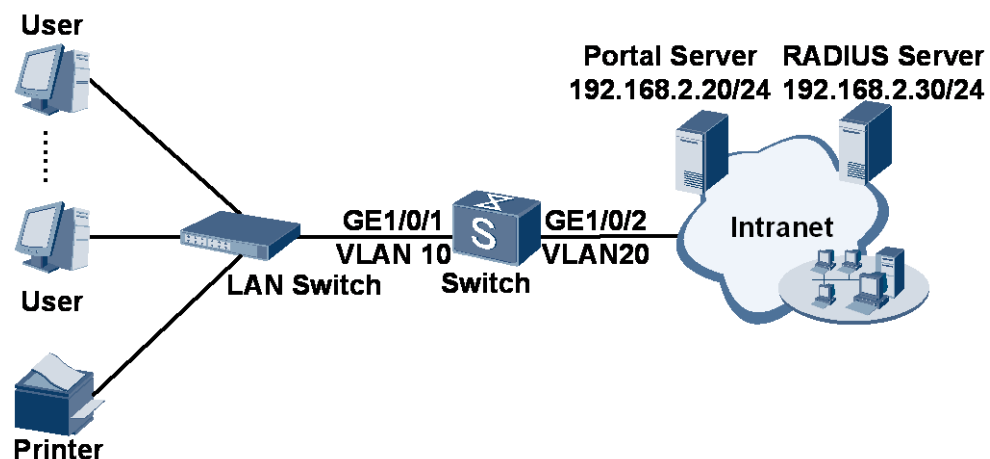 User
Portal Server
192.168.2.20/24
RADIUS Server
192.168.2.30/24
User
LAN Switch
GE1/0/1
VLAN 10
S
Switch
GE1/0/2
VLAN20
Intranet
Printer